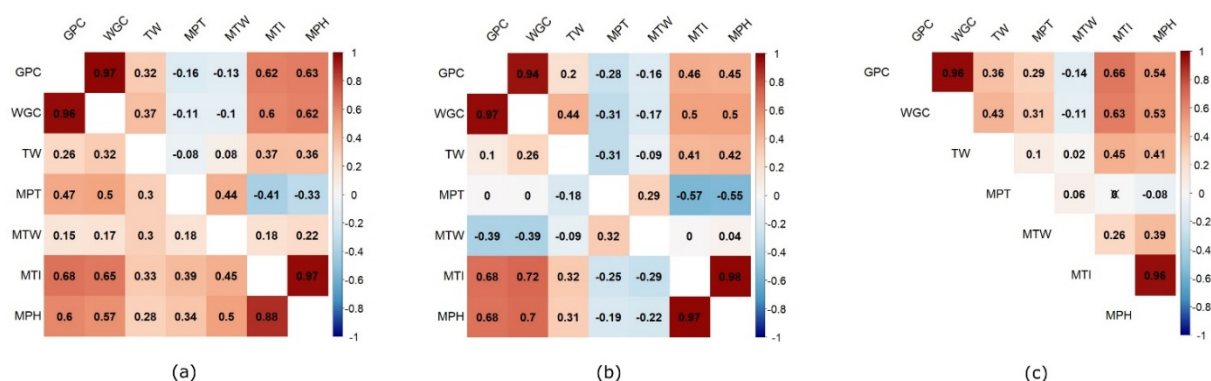 GPC WGC TW MPT MTW MTI MPH
GPC 0.97 0.32 -0.16 -0.13 0.62 0.63
WGC 0.96 0.37 -0.11 -0.1 0.6 0.62
TW 0.26 0.32 -0.08 0.08 0.37 0.36
MPT 0.47 0.5 0.3 0.44 -0.41 -0.33
MTW 0.15 0.17 0.3 0.18 0.18 0.22
MTI 0.68 0.65 0.33 0.39 0.45 0.97
MPH 0.6 0.57 0.28 0.34 0.5 0.88
1
0.8
0.6
0.4
0.2
0
-0.2
-0.4
-0.6
-0.8
-1
(a)
GPC WGC TW MPT MTW MTI MPH
GPC 0.94 0.2 -0.28 -0.16 0.46 0.45
WGC 0.97 0.44 -0.31 -0.17 0.5 0.5
TW 0.1 0.26 -0.31 -0.09 0.41 0.42
MPT 0 0 -0.18 0.29 -0.57 -0.55
MTW -0.39 -0.39 -0.09 0.32 0 0.04
MTI 0.68 0.72 0.32 -0.25 -0.29 0.98
MPH 0.68 0.7 0.31 -0.19 -0.22 0.97
1
0.8
0.6
0.4
0.2
0
-0.2
-0.4
-0.6
-0.8
-1
(b)
GPC WGC TW MPT MTW MTI MPH
GPC 0.96 0.36 0.29 -0.14 0.66 0.54
WGC 0.43 0.31 -0.11 0.63 0.53
TW 0.1 0.02 0.45 0.41
MPT 0.06 0 -0.08
MTW 0.26 0.39
MTI 0.96
MPH
1
0.8
0.6
0.4
0.2
0
-0.2
-0.4
-0.6
-0.8
-1
(c)